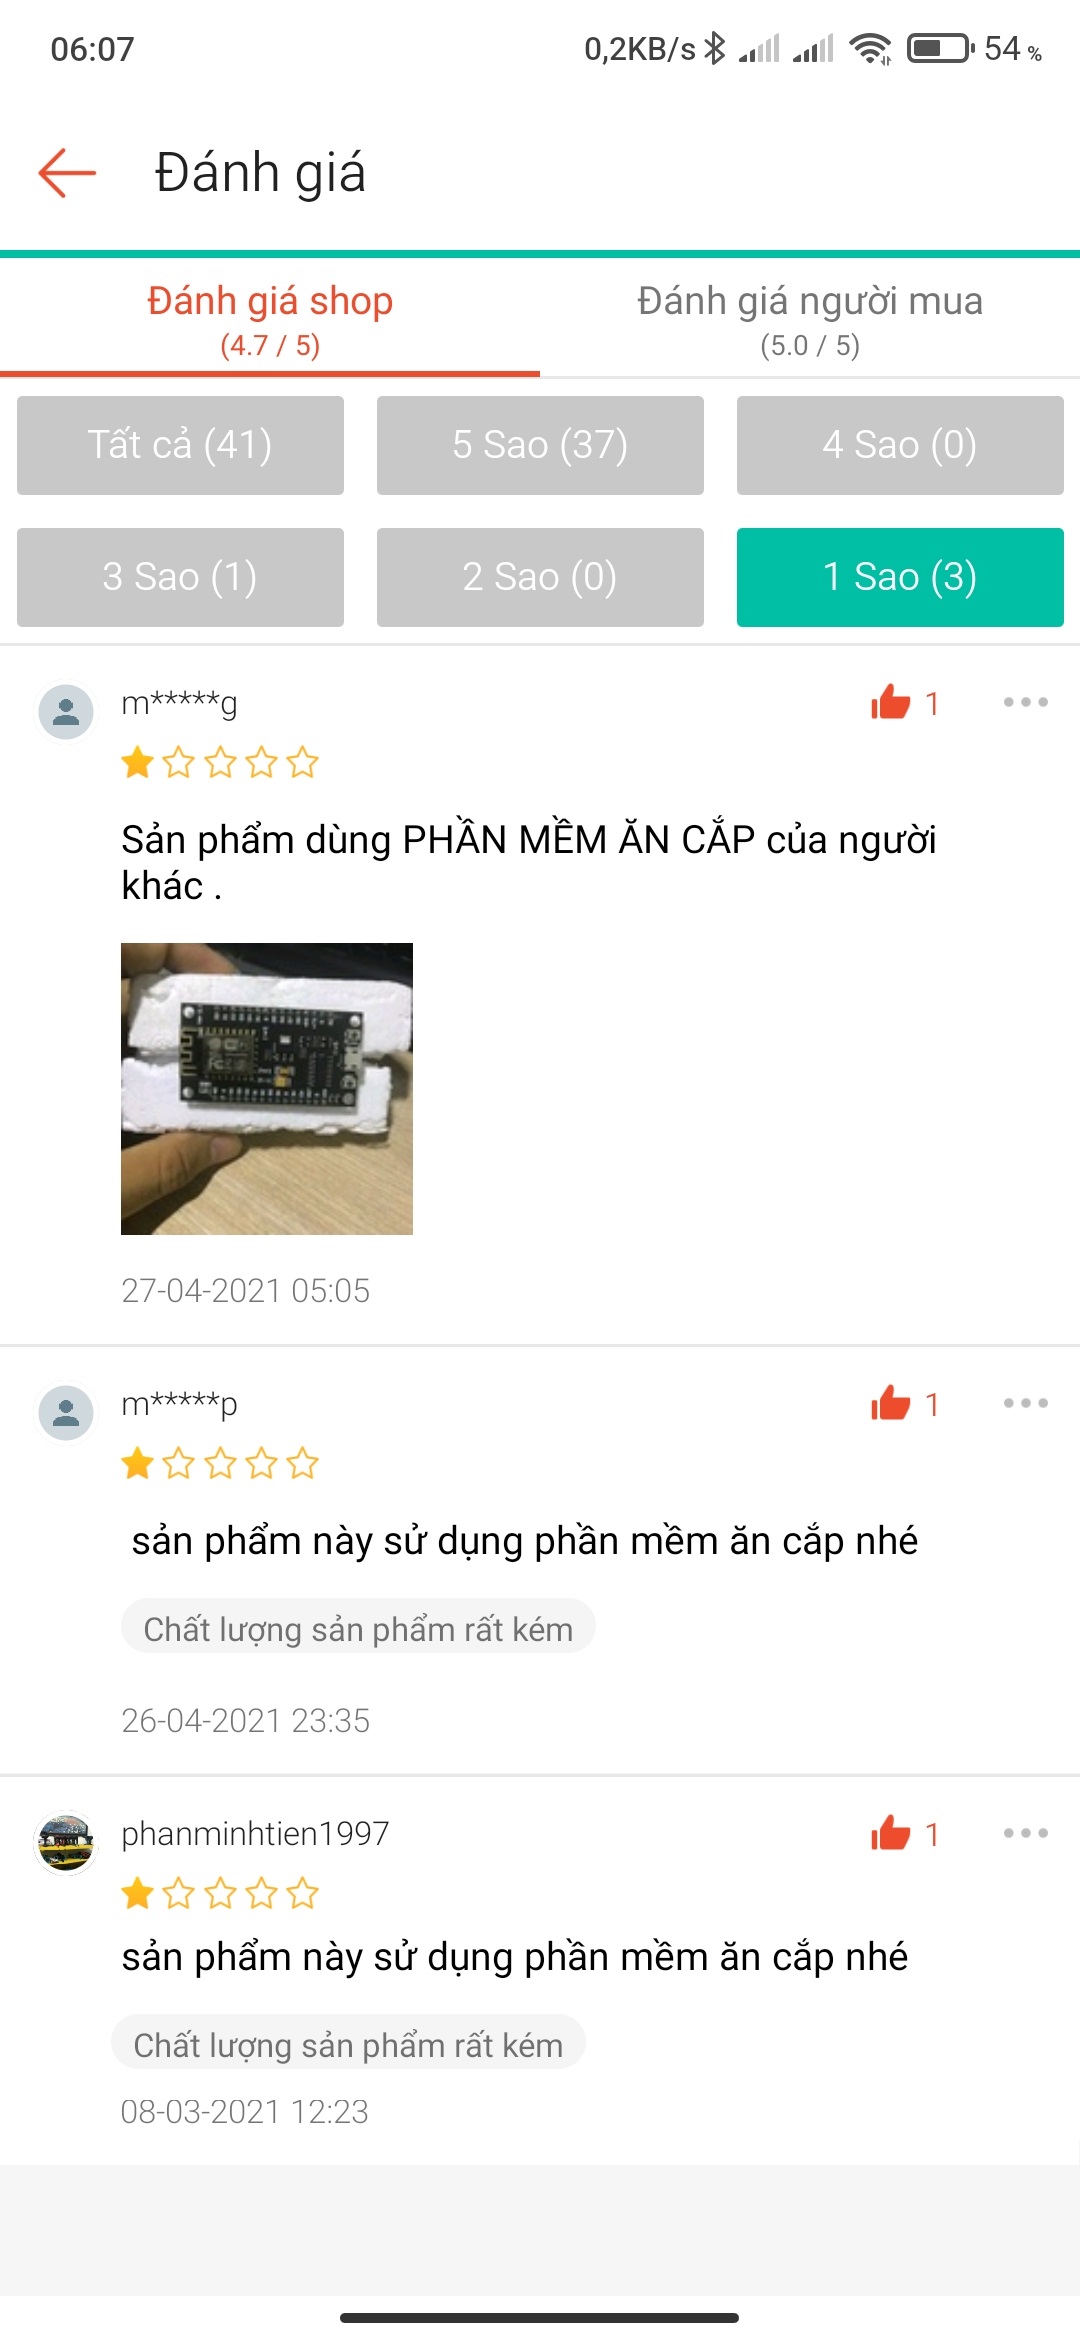 06:07
0,2KB/s 54 %
Đánh giá
Đánh giá shop
(4.7 / 5)
Đánh giá người mua
(5.0 / 5)
Tất cả (41)
5 Sao (37)
4 Sao (0)
3 Sao (1)
2 Sao (0)
1 Sao (3)
m*****g
1
Sản phẩm dùng PHẦN MỀM ĂN CẮP của người
khác .
27-04-2021 05:05
m*****p
1
sản phẩm này sử dụng phần mềm ăn cắp nhé
Chất lượng sản phẩm rất kém
26-04-2021 23:35
phanminhtien1997
1
sản phẩm này sử dụng phần mềm ăn cắp nhé
Chất lượng sản phẩm rất kém
08-03-2021 12:23